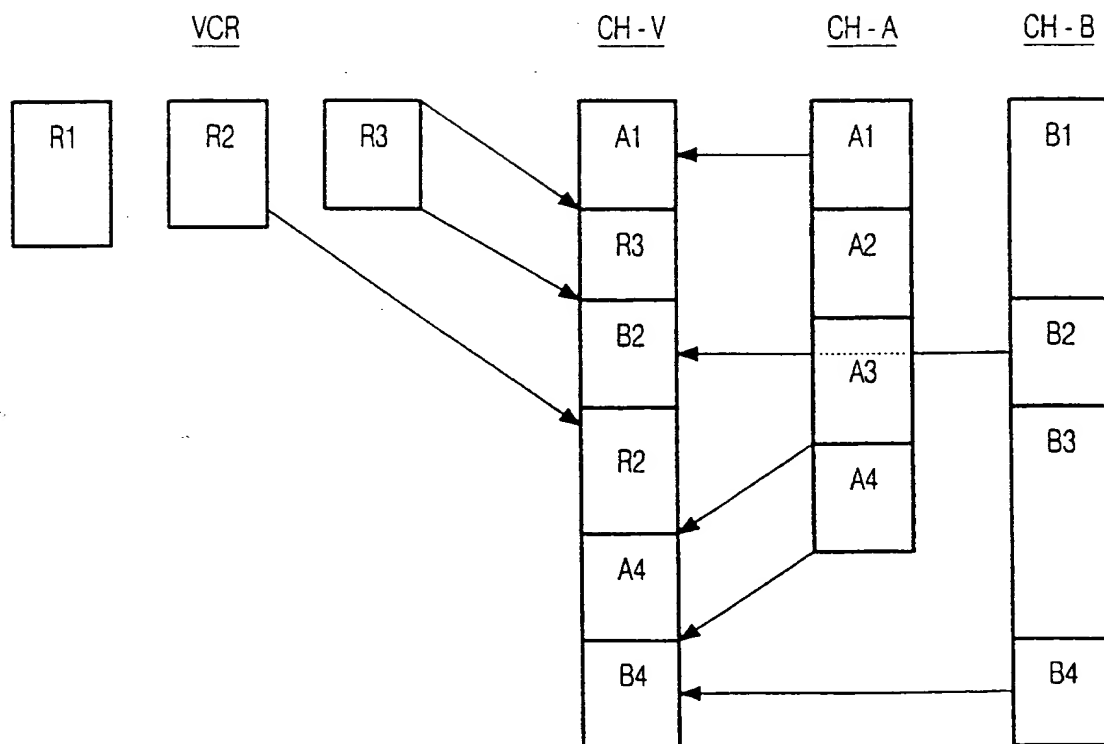 VCR CH - V CH - A CH - B
R1 R2 R3 A1 A1 B1
R3 A2
B2 A3 B2
R2 A4 B3
A4
B4 B4